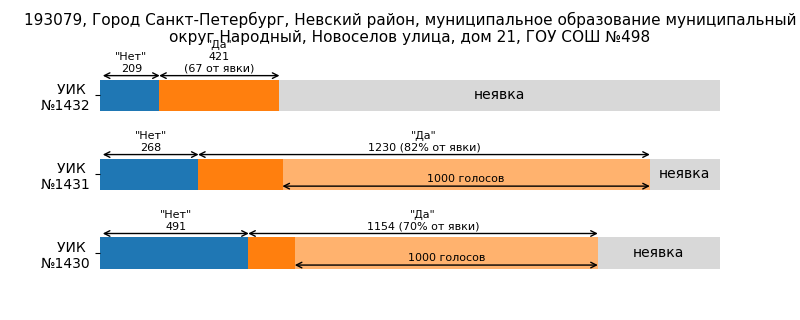 193079, Город Санкт-Петербург, Невский район, муниципальное образование муниципальный
округ Народный, Новоселов улица, дом 21, ГОУ СОШ №498
"Нет"
209
"Да"
421
(67 от явки)
УИК
№1432
неявка
"Нет"
268
"Да"
1230 (82% от явки)
УИК
№1431
1000 голосов
неявка
"Нет"
491
"Да"
1154 (70% от явки)
УИК
№1430
1000 голосов
неявка